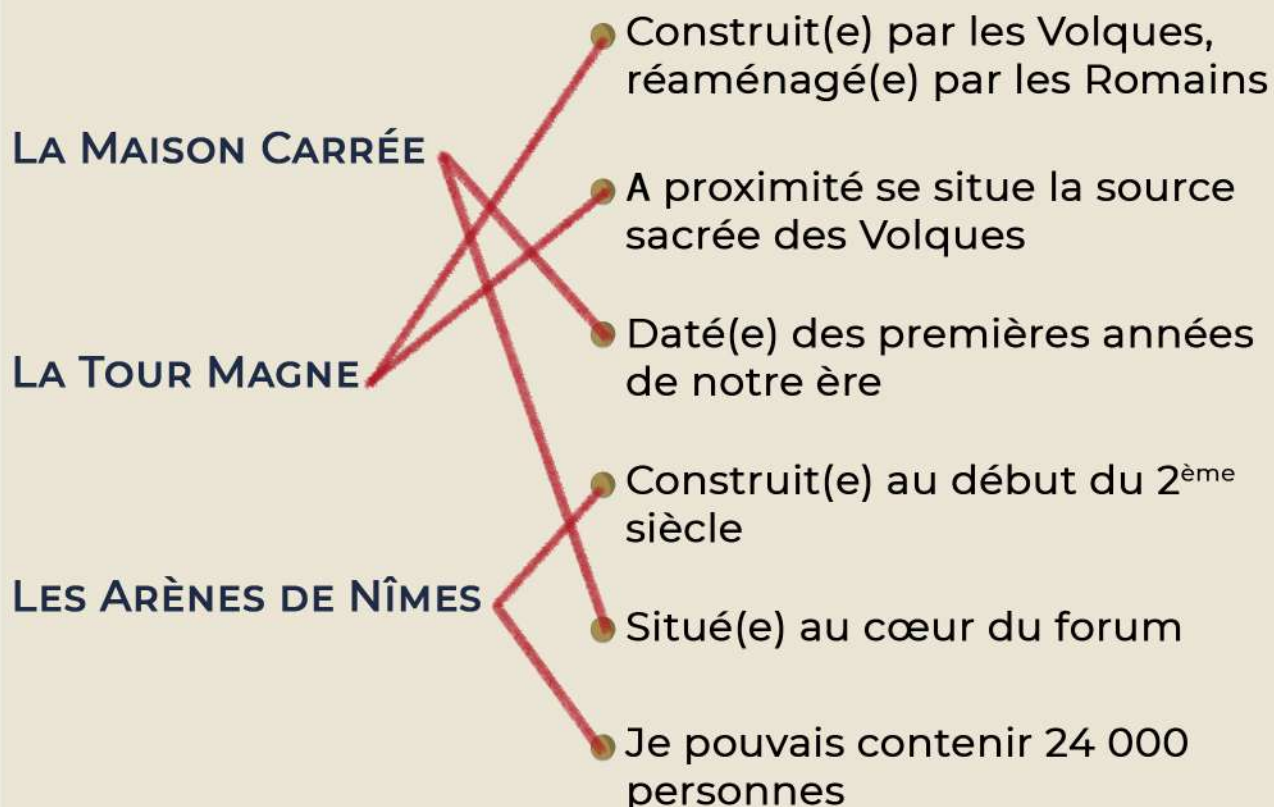 Construit(e) par les Volques,
réaménagé(e) par les Romains
LA MAISON CARRÉE
A proximité se situe la source
sacrée des Volques
Daté(e) des premières années
de notre ère
LA TOUR MAGNE
Construit(e) au début du 2ème
siècle
LES ARÈNES DE NÎMES
Situé(e) au cœur du forum
Je pouvais contenir 24 000
personnes